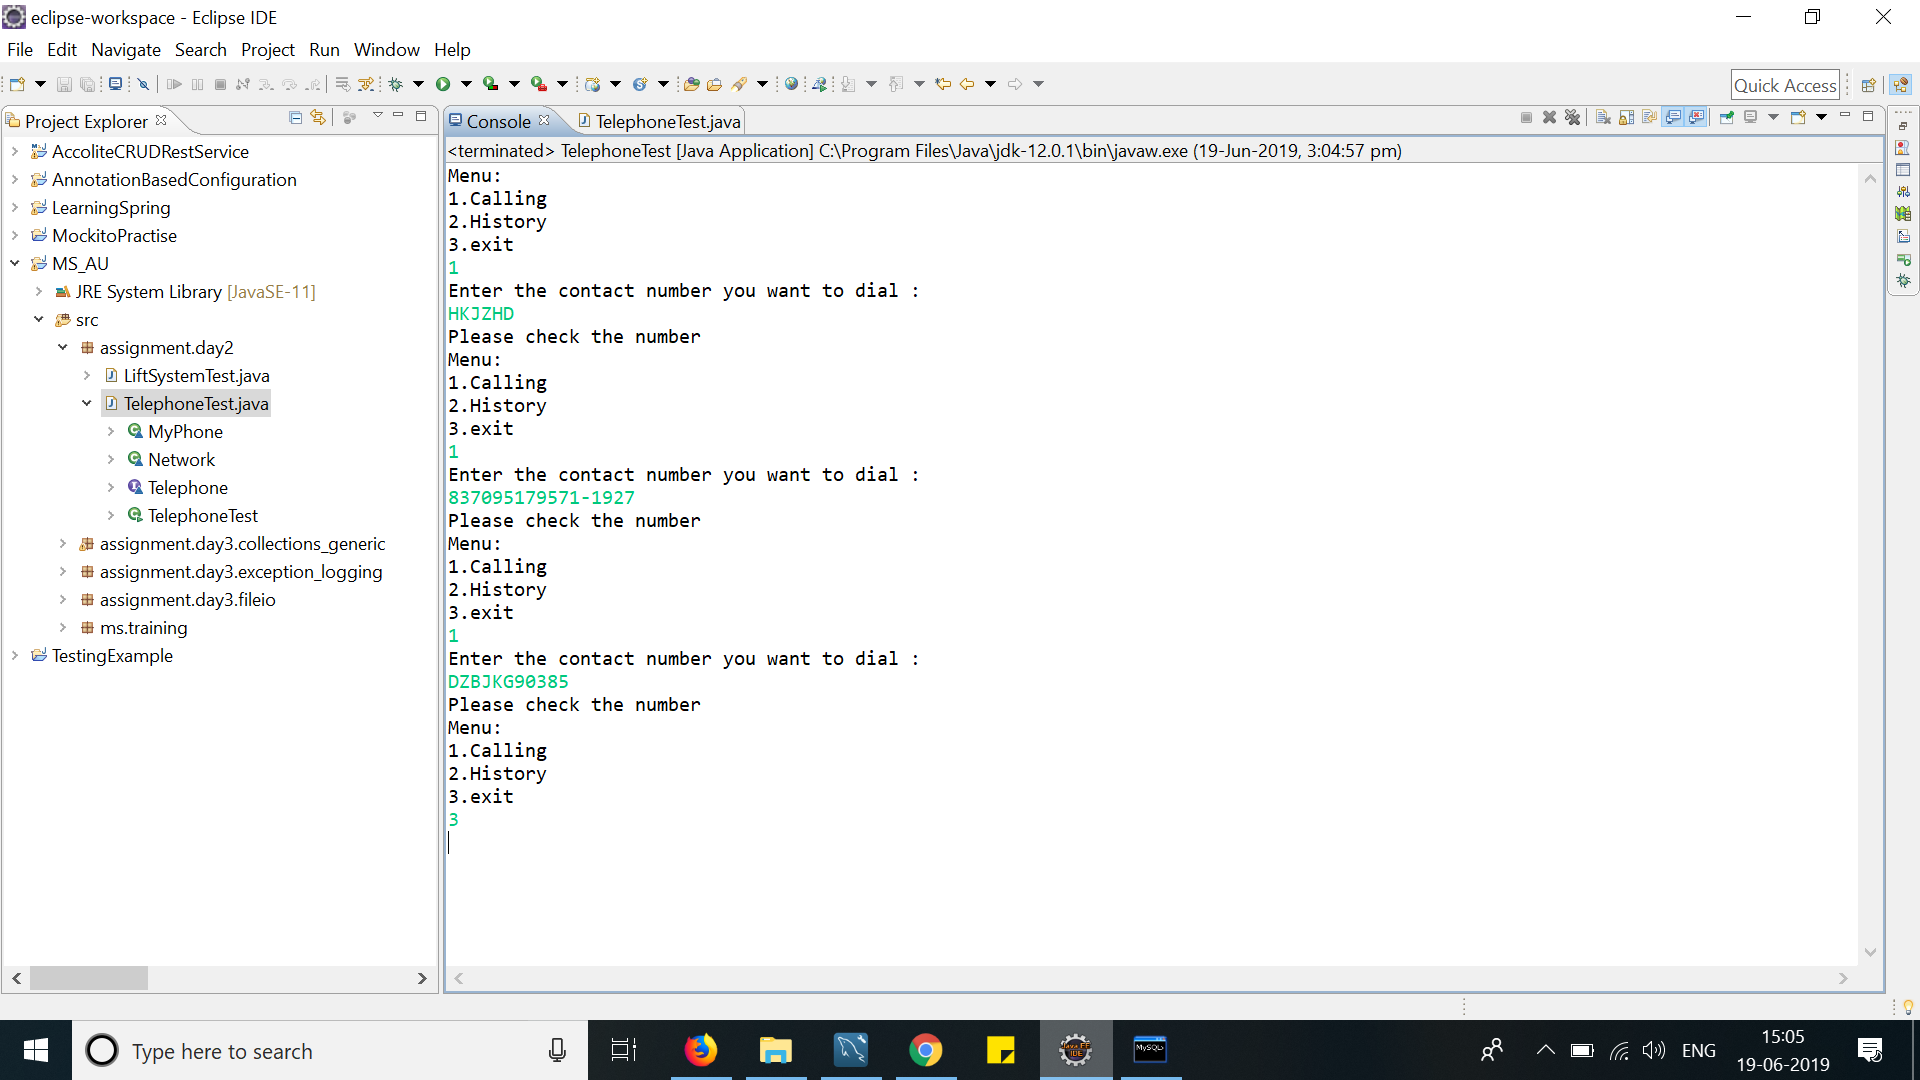 eclipse-workspace - Eclipse IDE
File Edit Navigate Search Project Run Window Help
Quick Access
Project Explorer
AccoliteCRUDRestService
AnnotationBasedConfiguration
LearningSpring
MockitoPractise
MS_AU
JRE System Library [JavaSE-11]
src
assignment.day2
LiftSystemTest.java
TelephoneTest.java
MyPhone
Network
Telephone
TelephoneTest
assignment.day3.collections_generic
assignment.day3.exception_logging
assignment.day3.fileio
ms.training
TestingExample
Console TelephoneTest.java
<terminated> TelephoneTest [Java Application] C:\Program Files\Java\jdk-12.0.1\bin\javaw.exe (19-Jun-2019, 3:04:57 pm)
Menu:
1.Calling
2.History
3.exit
1
Enter the contact number you want to dial :
HKJZHD
Please check the number
Menu:
1.Calling
2.History
3.exit
1
Enter the contact number you want to dial :
837095179571-1927
Please check the number
Menu:
1.Calling
2.History
3.exit
1
Enter the contact number you want to dial :
DZBJKG90385
Please check the number
Menu:
1.Calling
2.History
3.exit
3
Type here to search
Java EE
IDE
MySQL
ENG
15:05
19-06-2019